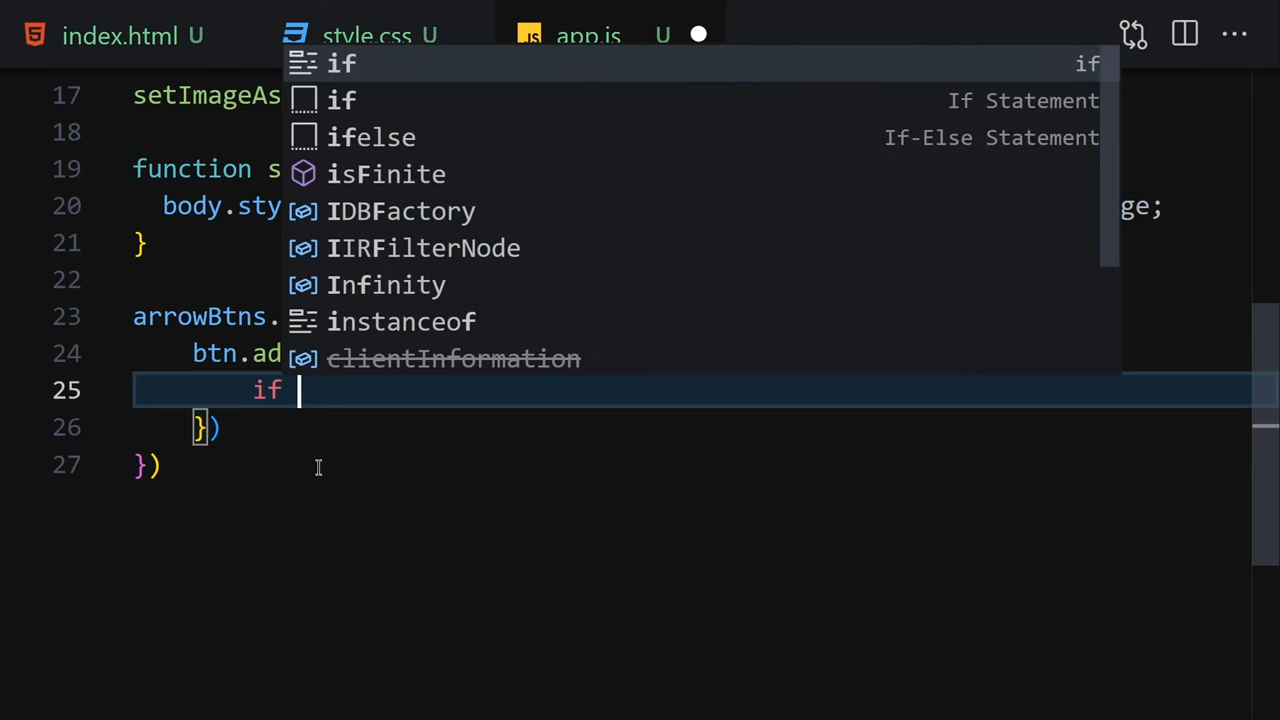 index.html U style.css U JS app.js U
if if
if If Statement
ifelse If-Else Statement
isFinite
IDBFactory
IIRFilterNode
Infinity
instanceof
clientInformation
17 setImageAs
18
19 function s
20 body.sty ge;
21 }
22
23 arrowBtns.
24 btn.ad
25 if
26 })
27 })